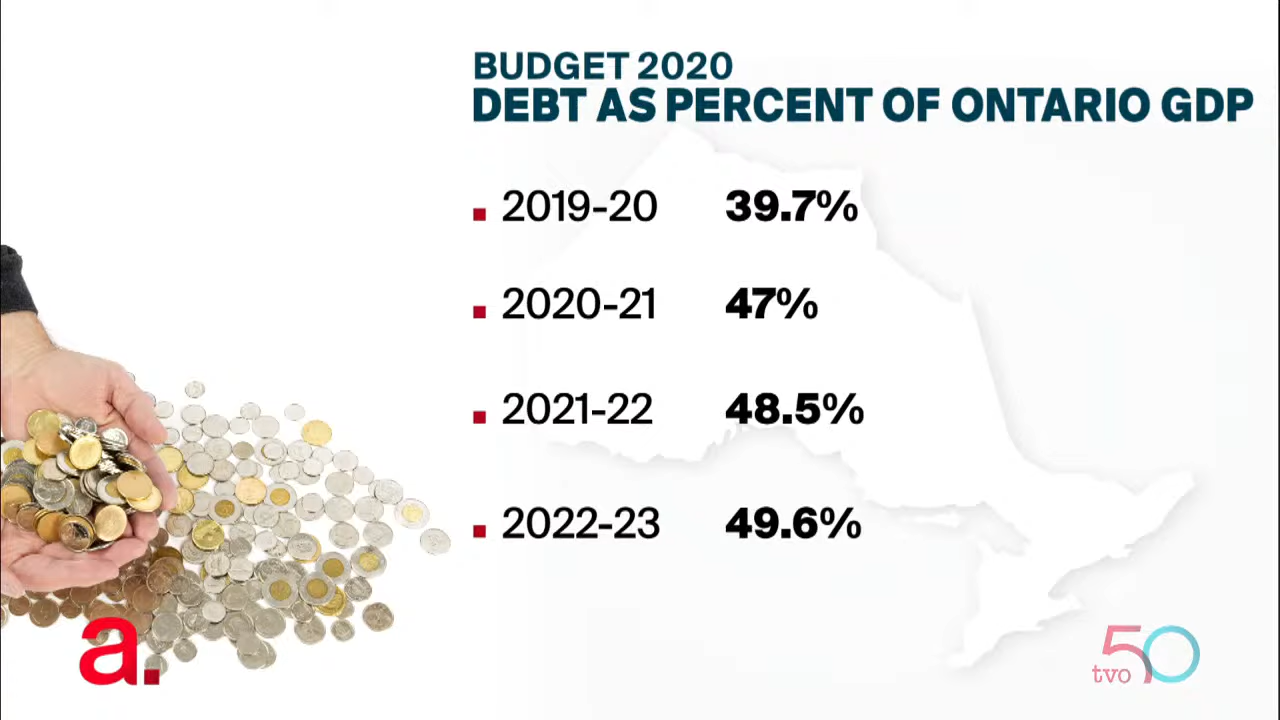 BUDGET 2020
DEBT AS PERCENT OF ONTARIO GDP
2019-20 39.7%
2020-21 47%
2021-22 48.5%
2022-23 49.6%
a.
tvo 50